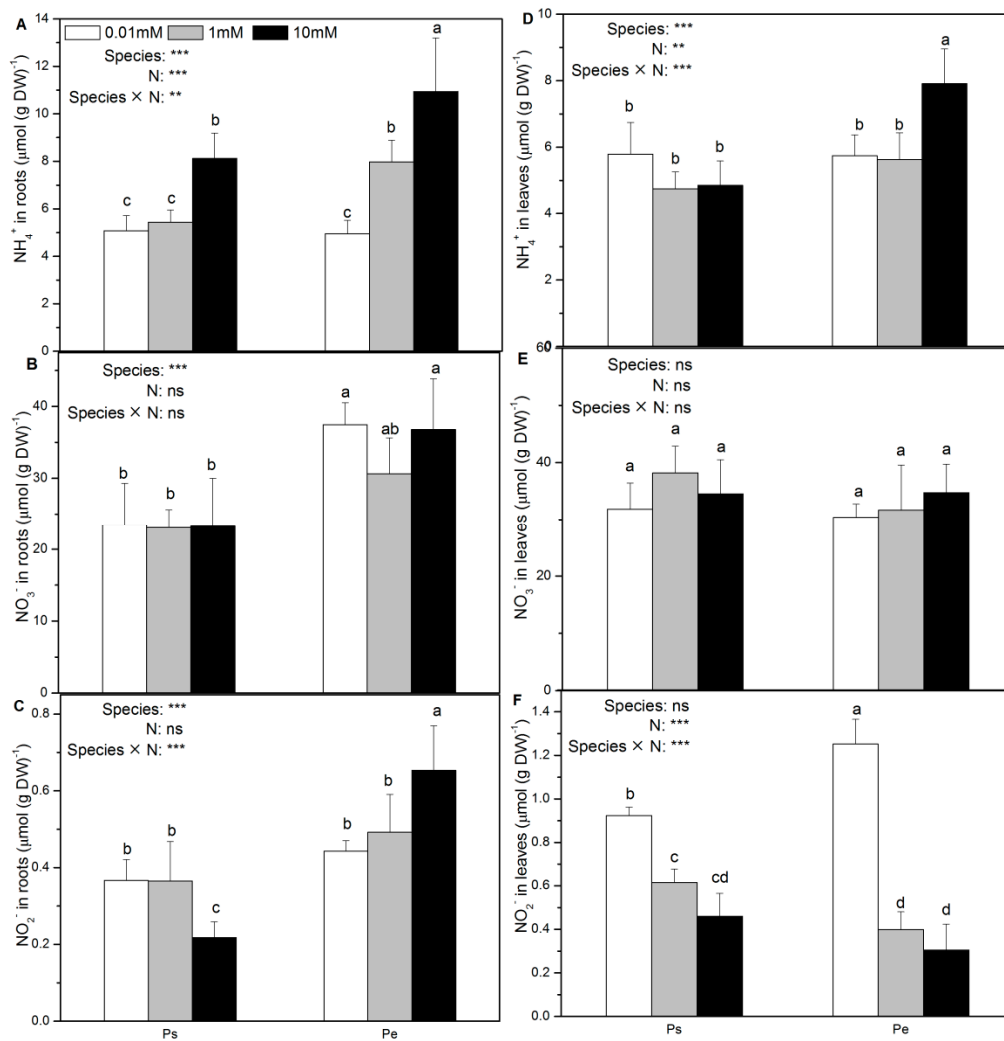 A
0.01mM 1mM 10mM
Species: ***
N: ***
Species × N: **
NH₄⁺ in roots (μmol (g DW)⁻¹)
14
12
10
8
6
4
2
0
c
c
b
c
b
a
B
Species: ***
N: ns
Species × N: ns
NO₃⁻ in roots (μmol (g DW)⁻¹)
40
30
20
10
0
b
b
b
a
ab
a
C
Species: ***
N: ns
Species × N: ***
NO₂⁻ in roots (μmol (g DW)⁻¹)
0.8
0.6
0.4
0.2
0.0
b
b
c
b
b
a
Ps
Pe
D
Species: ***
N: **
Species × N: ***
NH₄⁺ in leaves (μmol (g DW)⁻¹)
10
8
6
4
2
0
b
b
b
b
b
a
E
Species: ns
N: ns
Species × N: ns
NO₃⁻ in leaves (μmol (g DW)⁻¹)
60
40
20
0
a
a
a
a
a
a
F
Species: ns
N: ***
Species × N: ***
NO₂⁻ in leaves (μmol (g DW)⁻¹)
1.4
1.2
1.0
0.8
0.6
0.4
0.2
0.0
b
c
cd
a
d
d
Ps
Pe